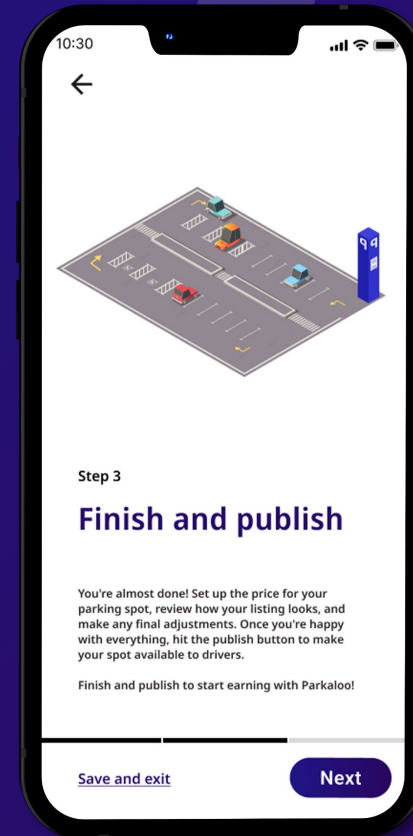 10:30
Step 3
Finish and publish
You're almost done! Set up the price for your
parking spot, review how your listing looks, and
make any final adjustments. Once you're happy
with everything, hit the publish button to make
your spot available to drivers.
Finish and publish to start earning with Parkaloo!
Save and exit
Next